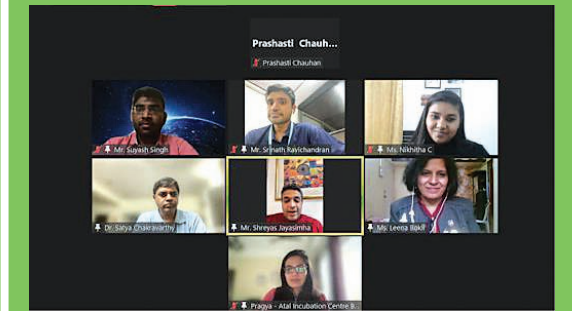 Prashasti Chauh...
Prashasti Chauhan
Mr. Suyash Singh
Mr. Srinath Ravichandran
Ms. Nikhitha C
Dr. Satya Chakravarthy
Mr. Shreyas Jayasimha
Ms. Leena Bokil
Pragya - Atal Incubation Centre B...